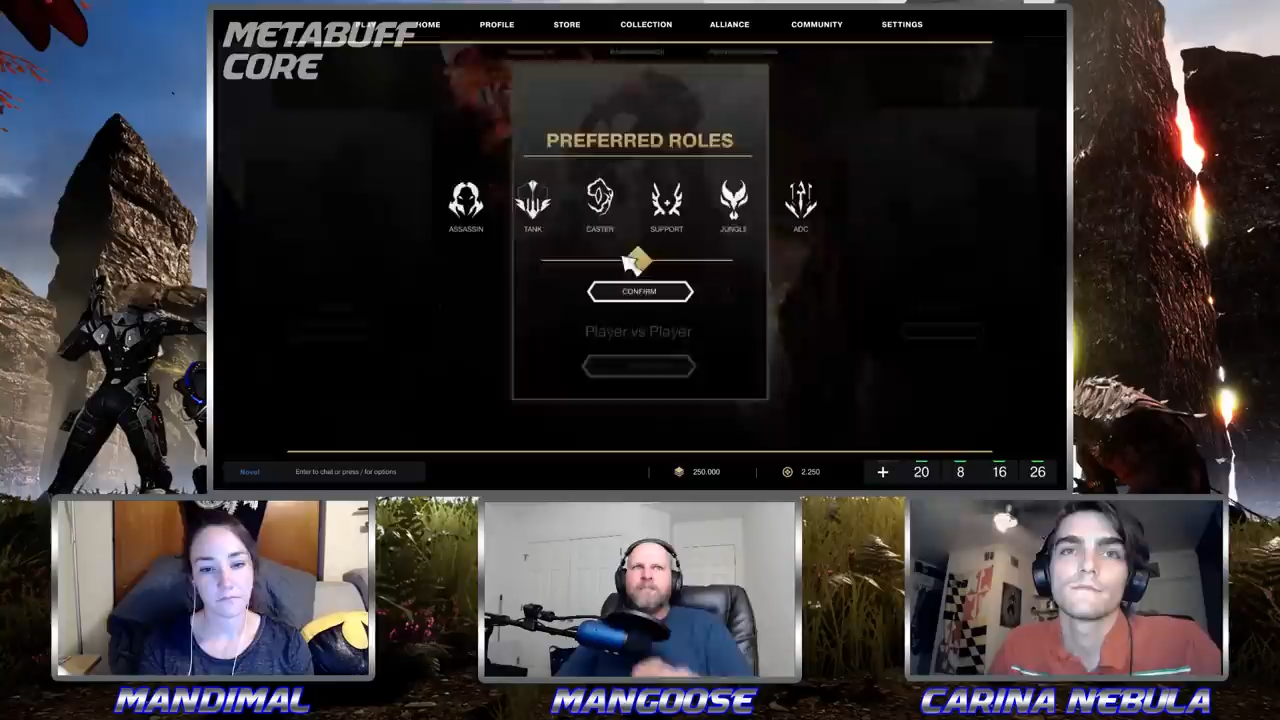 PLAY HOME PROFILE STORE COLLECTION ALLIANCE COMMUNITY SETTINGS
METABUFF
CORE
PREFERRED ROLES
ASSASSIN TANK CASTER SUPPORT JUNGLE ADC
CONFIRM
Player vs Player
Novel Enter to chat or press / for options 250.000 2.250 + 20 8 16 26
MANDIMAL MANGOOSE CARINA NEBULA